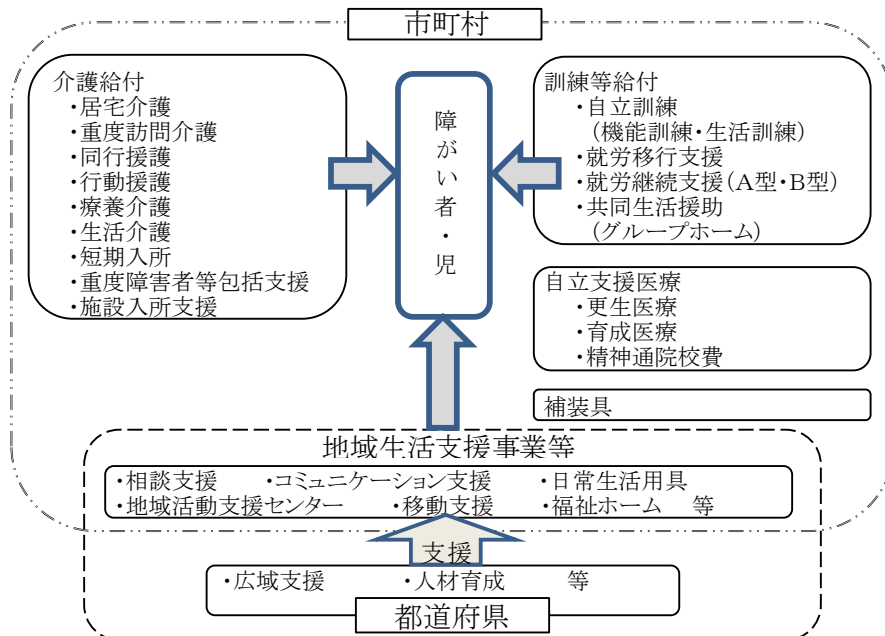 市町村
介護給付
・居宅介護
・重度訪問介護
・同行援護
・行動援護
・療養介護
・生活介護
・短期入所
・重度障害者等包括支援
・施設入所支援
障がい者・児
訓練等給付
・自立訓練
(機能訓練・生活訓練)
・就労移行支援
・就労継続支援(A型・B型)
・共同生活援助
(グループホーム)
自立支援医療
・更生医療
・育成医療
・精神通院校費
補装具
地域生活支援事業等
・相談支援 ・コミュニケーション支援 ・日常生活用具
・地域活動支援センター ・移動支援 ・福祉ホーム 等
支援
・広域支援 ・人材育成 等
都道府県